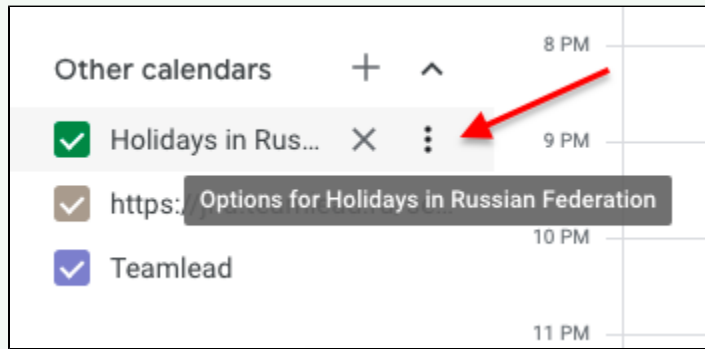 8 PM
Other calendars
Holidays in Rus...
9 PM
Options for Holidays in Russian Federation
https:/
10 PM
Teamlead
11 PM